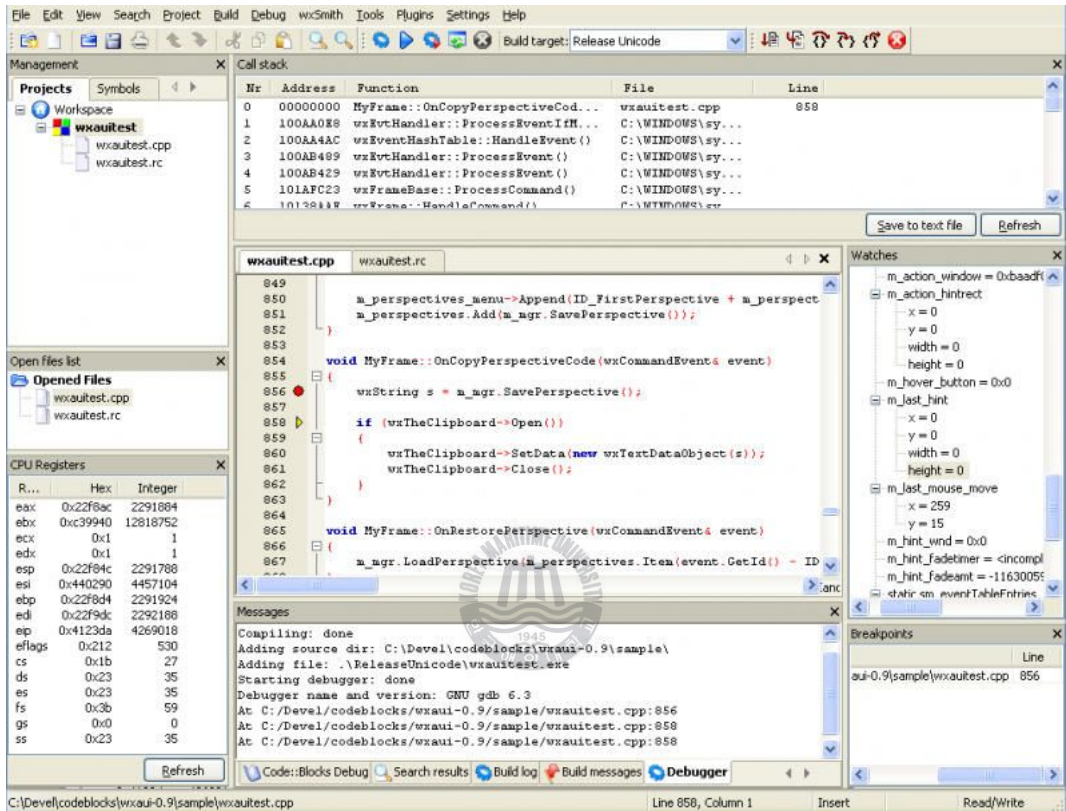 File Edit View Search Project Build Debug wxSmith Tools Plugins Settings Help
Build target: Release Unicode
Management
Projects Symbols
Workspace
wxauitest
wxauitest.cpp
wxauitest.rc
Call stack
Nr Address Function File Line
0 00000000 MyFrame::OnCopyPerspectiveCod... wxauitest.cpp 858
1 100AA0E8 wxEvtHandler::ProcessEventIfM... C:\WINDOWS\sy...
2 100AA4AC wxEventHashTable::HandleEvent() C:\WINDOWS\sy...
3 100AB489 wxEvtHandler::ProcessEvent() C:\WINDOWS\sy...
4 100AB429 wxEvtHandler::ProcessEvent() C:\WINDOWS\sy...
5 101AFC23 wxFrameBase::ProcessCommand() C:\WINDOWS\sy...
6 wxFrame::HandleCommand() C:\WINDOWS\sy
Save to text file Refresh
Open files list
Opened Files
wxauitest.cpp
wxauitest.rc
CPU Registers
R... Hex Integer
eax 0x22f8ac 2291884
ebx 0xc39940 12818752
ecx 0x1 1
edx 0x1 1
esp 0x22f84c 2291788
esi 0x440290 4457104
ebp 0x22f8d4 2291924
edi 0x22f9dc 2292188
eip 0x4123da 4269018
eflags 0x212 530
cs 0x1b 27
ds 0x23 35
es 0x23 35
fs 0x3b 59
gs 0x0 0
ss 0x23 35
Refresh
wxauitest.cpp wxauitest.rc
849
850 m_perspectives_menu->Append(ID_FirstPerspective + m_perspect
851 m_perspectives.Add(m_mgr.SavePerspective());
852 }
853
854 void MyFrame::OnCopyPerspectiveCode(wxCommandEvent& event)
855 {
856 wxString s = m_mgr.SavePerspective();
857
858 if (wxTheClipboard->Open())
859 {
860 wxTheClipboard->SetData(new wxTextDataObject(s));
861 wxTheClipboard->Close();
862 }
863 }
864
865 void MyFrame::OnRestorePerspective(wxCommandEvent& event)
866 {
867 m_mgr.LoadPerspective(m_perspectives.Item(event.GetId() - ID
Watches
m_action_window = 0xbaadf0
m_action_hintrect
x = 0
y = 0
width = 0
height = 0
m_hover_button = 0x0
m_last_hint
x = 0
y = 0
width = 0
height = 0
m_last_mouse_move
x = 259
y = 15
m_hint_wnd = 0x0
m_hint_fadetimer = <incompl
m_hint_fadeamt = -11630059
static sm_eventTableEntries
Messages
Compiling: done
Adding source dir: C:\Devel\codeblocks\wxaui-0.9\sample\
Adding file: .\ReleaseUnicode\wxauitest.exe
Starting debugger: done
Debugger name and version: GNU gdb 6.3
At C:/Devel/codeblocks/wxaui-0.9/sample/wxauitest.cpp:856
At C:/Devel/codeblocks/wxaui-0.9/sample/wxauitest.cpp:858
At C:/Devel/codeblocks/wxaui-0.9/sample/wxauitest.cpp:858
Code::Blocks Debug Search results Build log Build messages Debugger
Breakpoints
Line
aui-0.9\sample\wxauitest.cpp 856
C:\Devel\codeblocks\wxaui-0.9\sample\wxauitest.cpp Line 858, Column 1 Insert Read/Write
1945